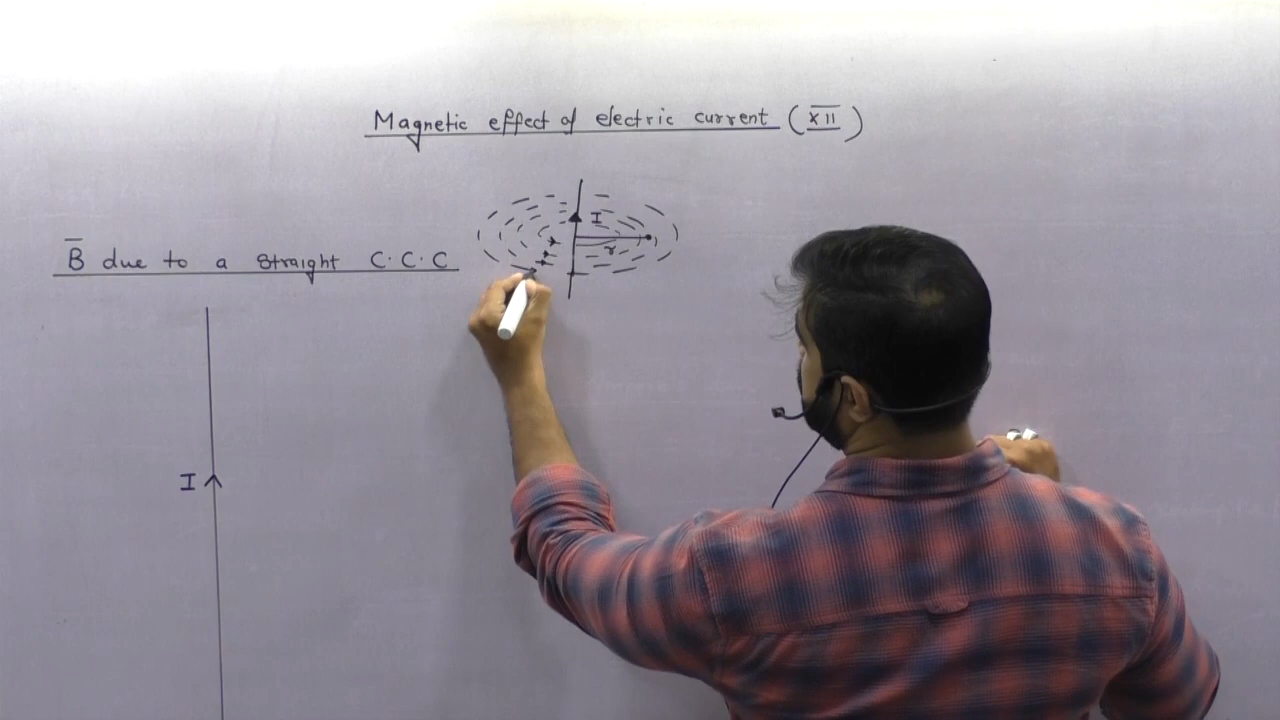 Magnetic effect of electric current (XII)
B̅ due to a straight C.C.C
I
r
I